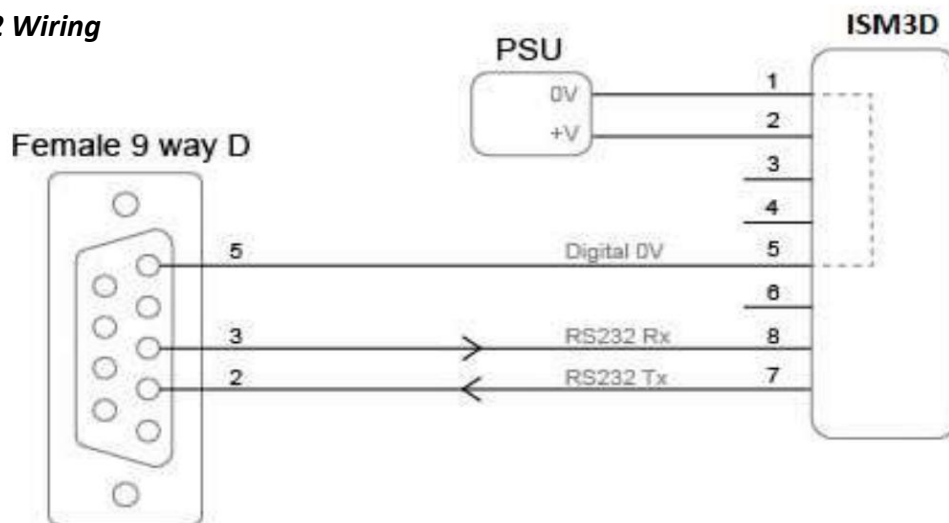 2 Wiring
ISM3D
PSU
0V
1
+V
2
Female 9 way D
3
4
5
Digital 0V
5
6
3
RS232 Rx
8
2
RS232 Tx
7